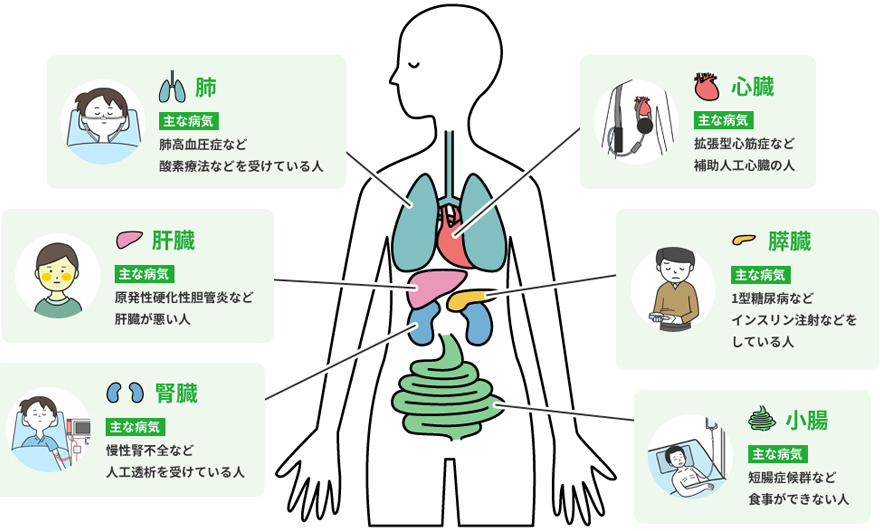 肺
主な病気
肺高血圧症など
酸素療法などを受けている人
心臓
主な病気
拡張型心筋症など
補助人工心臓の人
肝臓
主な病気
原発性硬化性胆管炎など
肝臓が悪い人
膵臓
主な病気
1型糖尿病など
インスリン注射などを
している人
腎臓
主な病気
慢性腎不全など
人工透析を受けている人
小腸
主な病気
短腸症候群など
食事ができない人